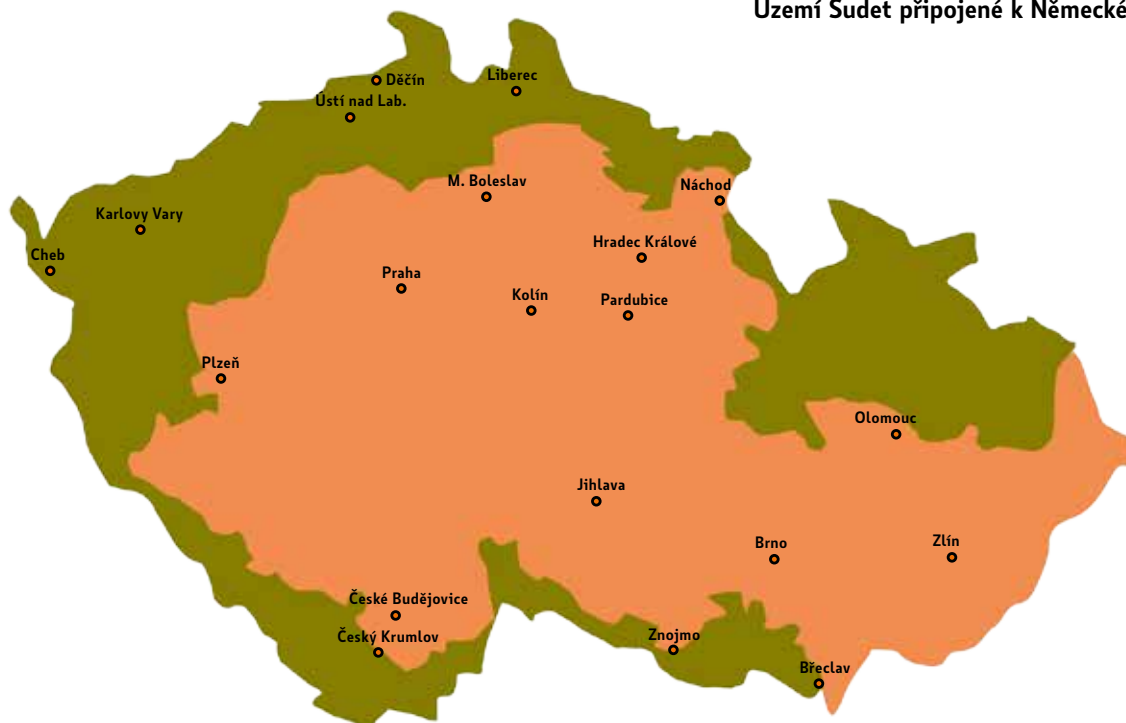 Území Sudet připojené k Německé
Děčín
Liberec
Ústí nad Lab.
M. Boleslav
Náchod
Karlovy Vary
Hradec Králové
Cheb
Praha
Kolín
Pardubice
Plzeň
Olomouc
Jihlava
Brno
Zlín
České Budějovice
Český Krumlov
Znojmo
Břeclav